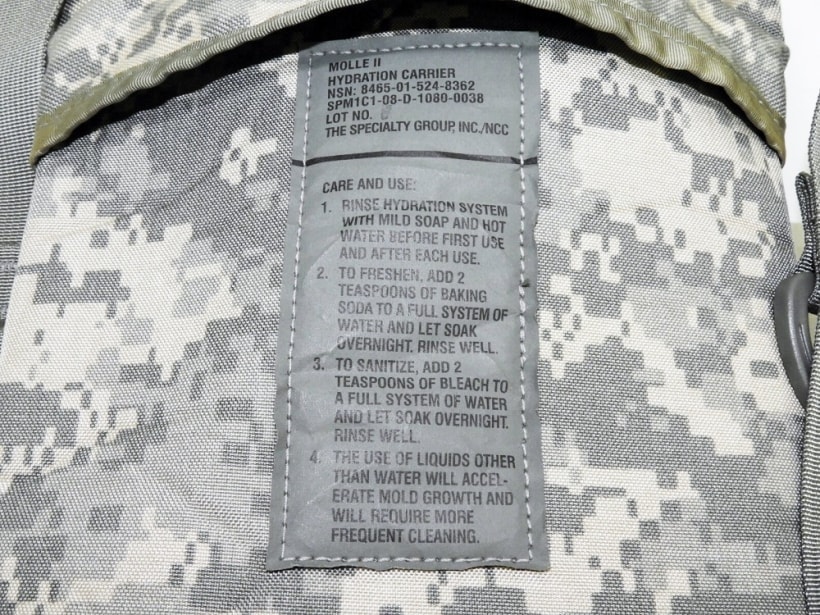 MOLLE II
HYDRATION CARRIER
NSN: 8465-01-524-8362
SPM1C1-08-D-1080-0038
LOT NO.
THE SPECIALTY GROUP, INC./NCC
CARE AND USE:
1. RINSE HYDRATION SYSTEM
WITH MILD SOAP AND HOT
WATER BEFORE FIRST USE
AND AFTER EACH USE.
2. TO FRESHEN, ADD 2
TEASPOONS OF BAKING
SODA TO A FULL SYSTEM OF
WATER AND LET SOAK
OVERNIGHT. RINSE WELL.
3. TO SANITIZE, ADD 2
TEASPOONS OF BLEACH TO
A FULL SYSTEM OF WATER
AND LET SOAK OVERNIGHT.
RINSE WELL.
4. THE USE OF LIQUIDS OTHER
THAN WATER WILL ACCEL-
ERATE MOLD GROWTH AND
WILL REQUIRE MORE
FREQUENT CLEANING.